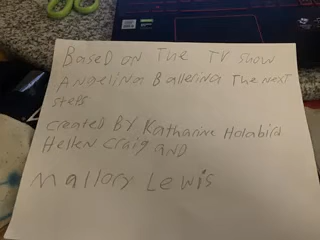 BaseD on The TV show
Angelina Ballerina The next
steps
created BY Katharine Holabird
Hellen craig and
Mallory Lewis